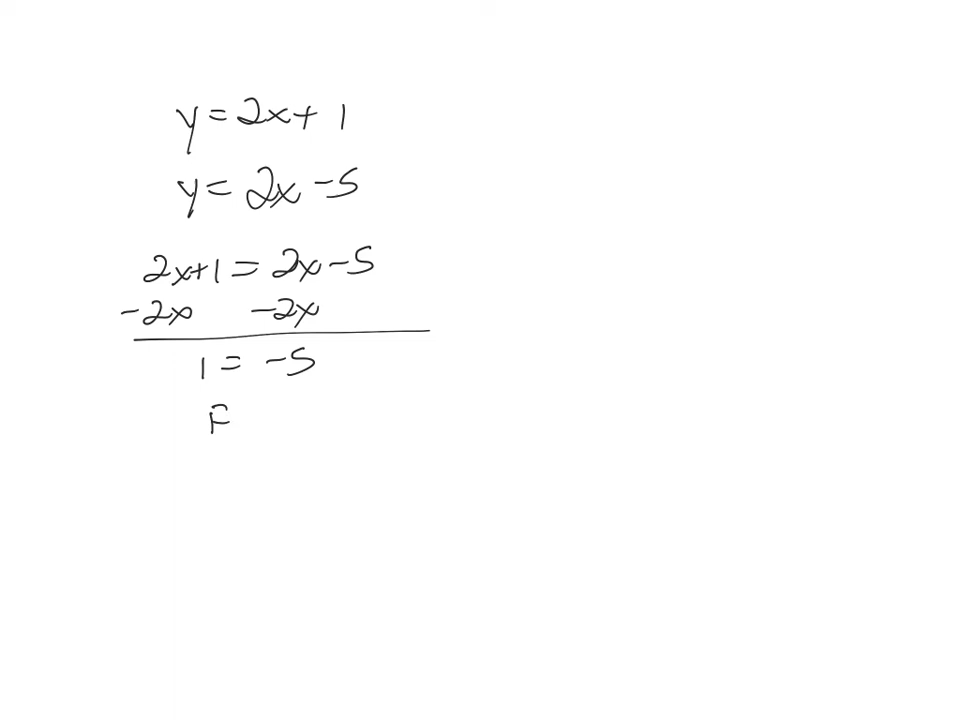 y = 2x + 1
y = 2x - 5
2x+1 = 2x - 5
-2x -2x
1 = -5
F